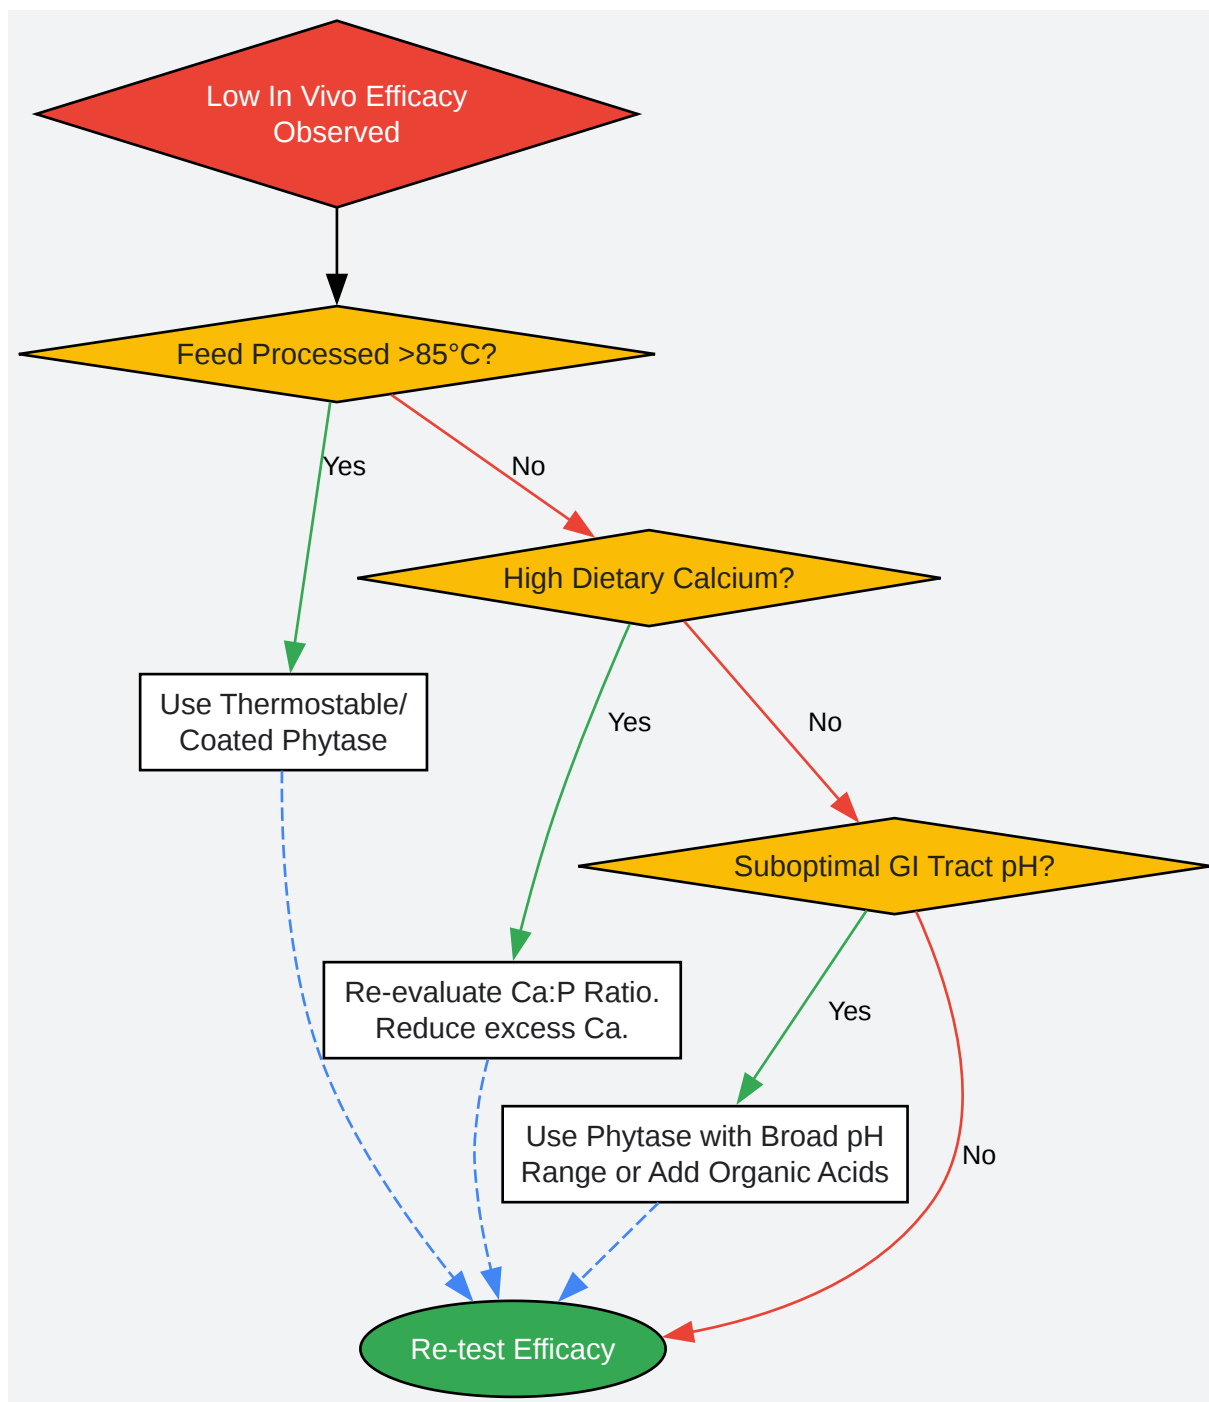 Low In Vivo Efficacy
Observed
Feed Processed >85°C?
Yes
No
High Dietary Calcium?
Use Thermostable/
Coated Phytase
Yes
No
Suboptimal GI Tract pH?
Re-evaluate Ca:P Ratio.
Reduce excess Ca.
Yes
Use Phytase with Broad pH
Range or Add Organic Acids
No
Re-test Efficacy